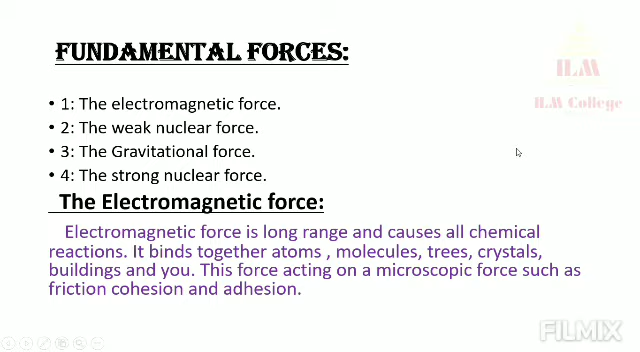 FUNDAMENTAL FORCES:
ILM
ILM College
• 1: The electromagnetic force.
• 2: The weak nuclear force.
• 3: The Gravitational force.
• 4: The strong nuclear force.
The Electromagnetic force:
Electromagnetic force is long range and causes all chemical
reactions. It binds together atoms , molecules, trees, crystals,
buildings and you. This force acting on a microscopic force such as
friction cohesion and adhesion.
FILMIX